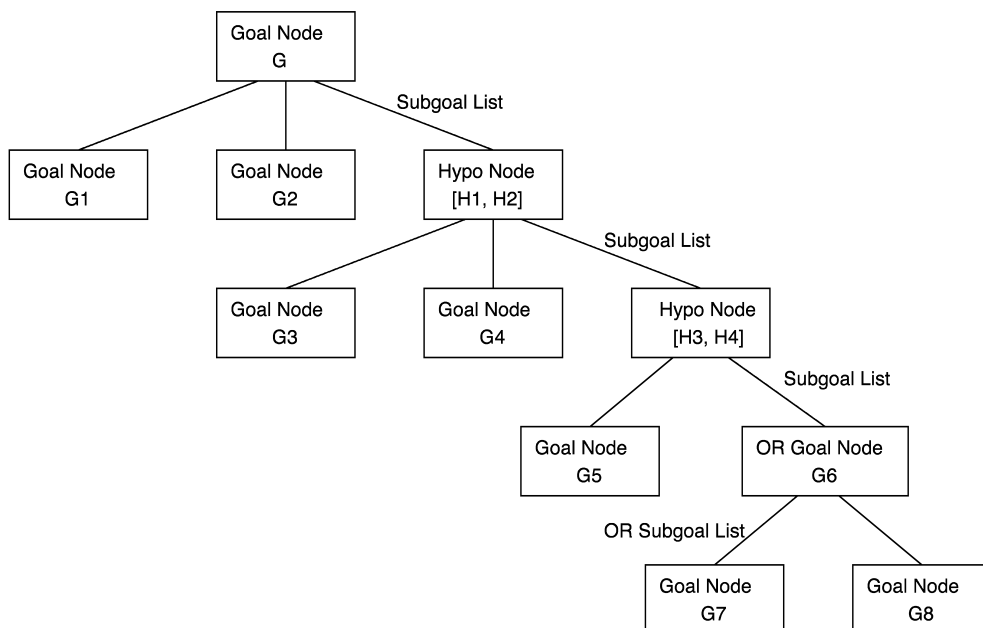 Goal Node
G
Subgoal List
Goal Node
G1
Goal Node
G2
Hypo Node
[H1, H2]
Subgoal List
Goal Node
G3
Goal Node
G4
Hypo Node
[H3, H4]
Subgoal List
Goal Node
G5
OR Goal Node
G6
OR Subgoal List
Goal Node
G7
Goal Node
G8